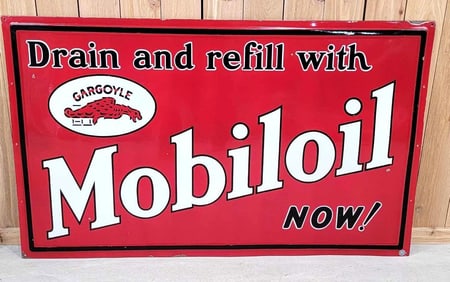 Drain and refill with
GARGOYLE
Mobiloil
NOW!